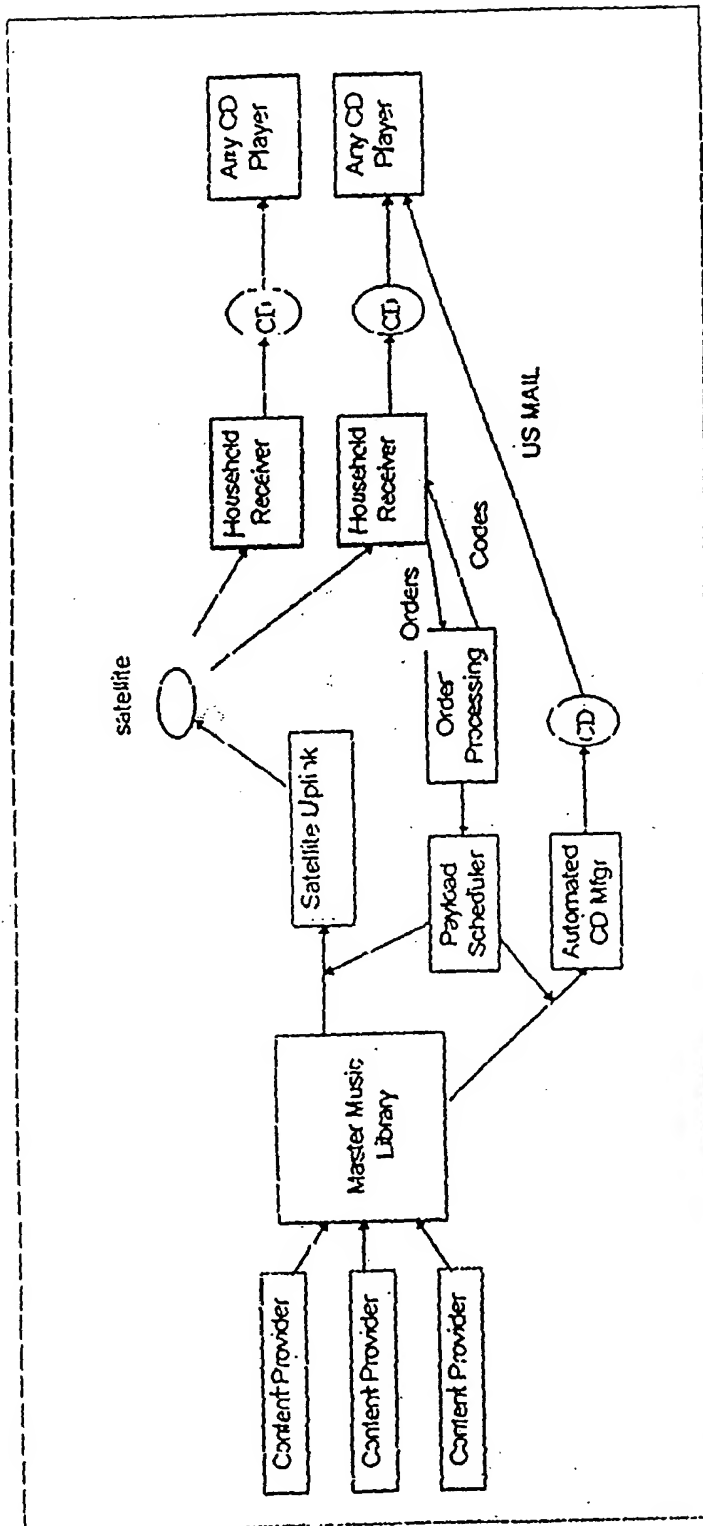 Content Provider
Content Provider
Content Provider
Master Music
Library
Satellite Uplink
satellite
Payload
Scheduler
Automated
CD Mfgr
Order
Processing
CD
Orders
Codes
US MAIL
Household
Receiver
Household
Receiver
CD
CD
Any CD
Player
Any CD
Player